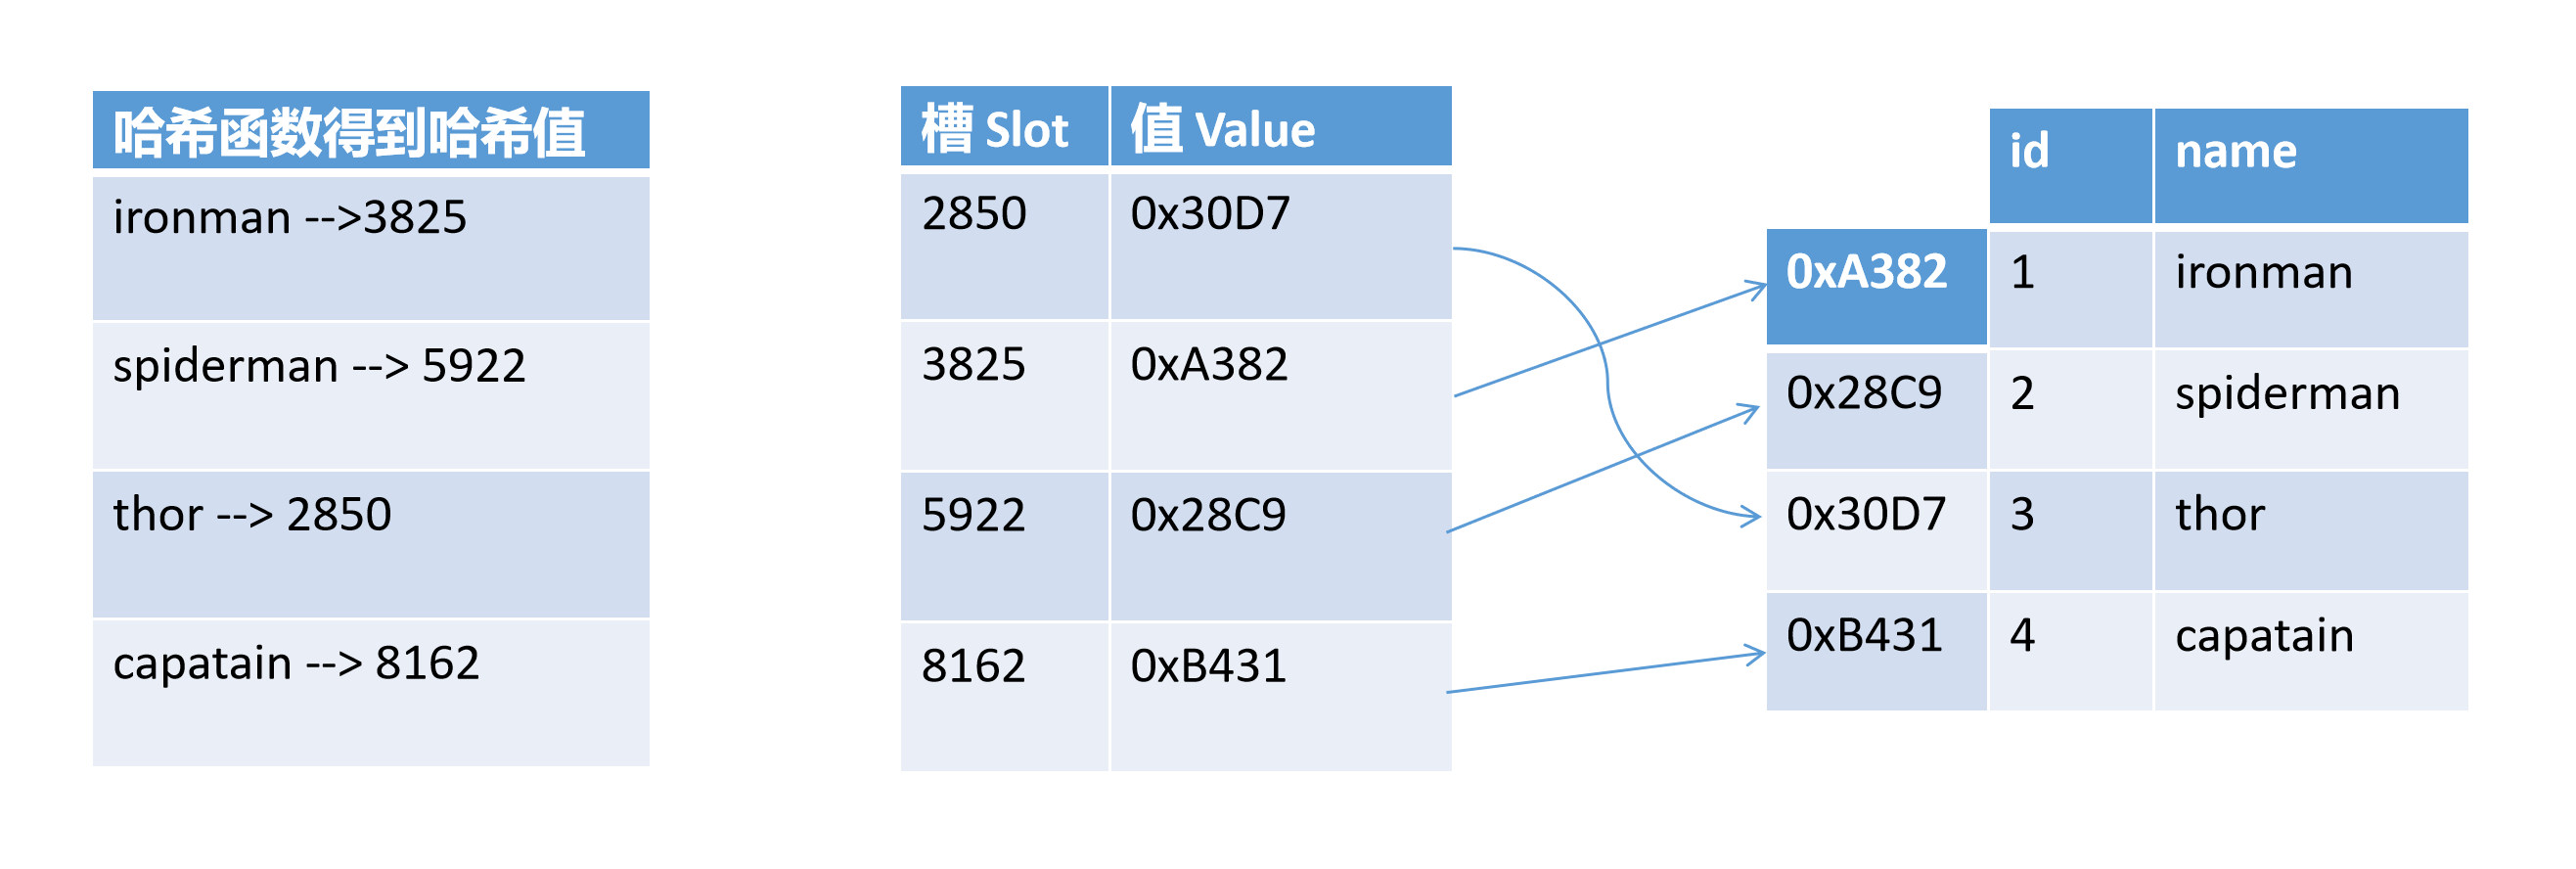 哈希函数得到哈希值
ironman -->3825
spiderman --> 5922
thor --> 2850
capatain --> 8162
槽 Slot 值 Value
2850 0x30D7
3825 0xA382
5922 0x28C9
8162 0xB431
id name
0xA382 1 ironman
0x28C9 2 spiderman
0x30D7 3 thor
0xB431 4 capatain